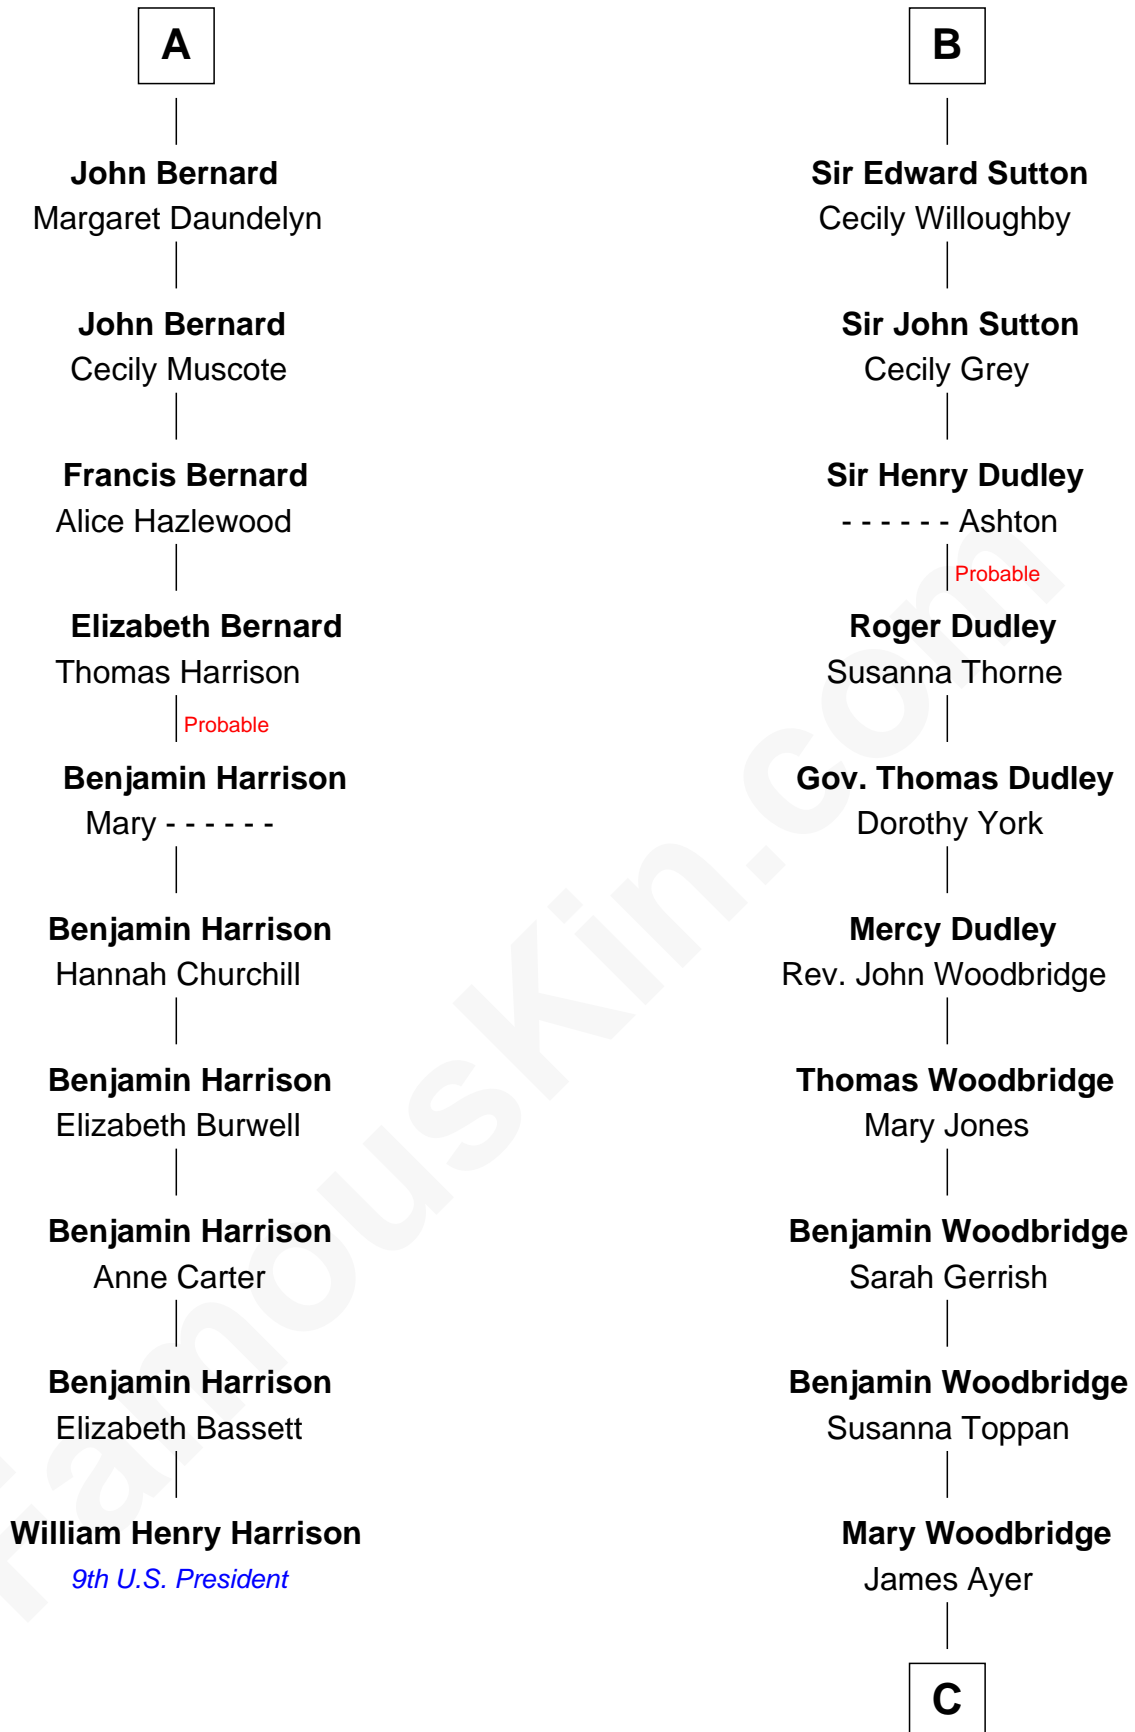 A
John Bernard
Margaret Daundelyn
John Bernard
Cecily Muscote
Francis Bernard
Alice Hazlewood
Elizabeth Bernard
Thomas Harrison
Probable
Benjamin Harrison
Mary - - - - - -
Benjamin Harrison
Hannah Churchill
Benjamin Harrison
Elizabeth Burwell
Benjamin Harrison
Anne Carter
Benjamin Harrison
Elizabeth Bassett
William Henry Harrison
9th U.S. President
B
Sir Edward Sutton
Cecily Willoughby
Sir John Sutton
Cecily Grey
Sir Henry Dudley
- - - - - - Ashton
Probable
Roger Dudley
Susanna Thorne
Gov. Thomas Dudley
Dorothy York
Mercy Dudley
Rev. John Woodbridge
Thomas Woodbridge
Mary Jones
Benjamin Woodbridge
Sarah Gerrish
Benjamin Woodbridge
Susanna Toppan
Mary Woodbridge
James Ayer
C
FamousKin.com